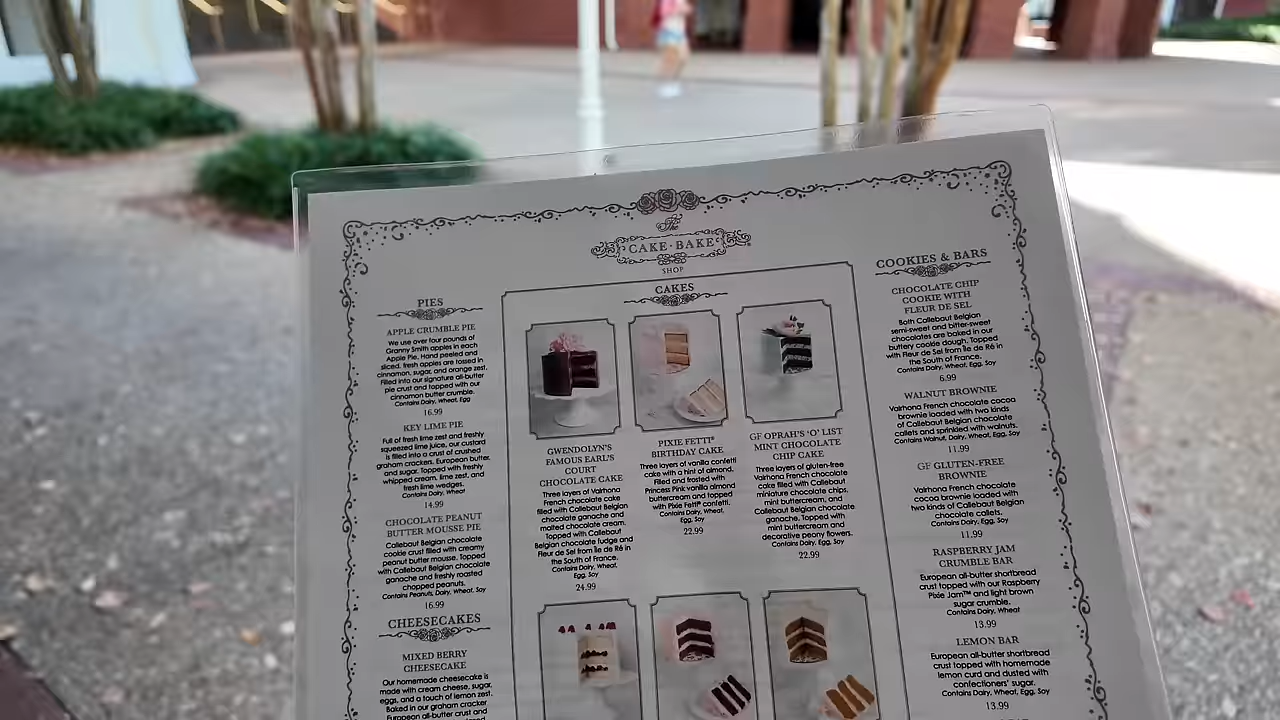 The
CAKE·BAKE
SHOP
PIES
APPLE CRUMBLE PIE
We use over four pounds of
Granny Smith apples in each
Apple Pie. Hand peeled and
sliced, fresh apples are tossed in
cinnamon, sugar, and orange zest.
Filled into our signature all-butter
pie crust and topped with our
cinnamon butter crumble.
Contains Dairy, Wheat, Egg
16.99
KEY LIME PIE
Full of fresh lime zest and freshly
squeezed lime juice, our custard
is filled into a crust of crushed
graham crackers, European butter,
and sugar. Topped with freshly
whipped cream, lime zest, and
fresh lime wedges.
Contains Dairy, Wheat
14.99
CHOCOLATE PEANUT
BUTTER MOUSSE PIE
Callebaut Belgian chocolate
cookie crust filled with creamy
peanut butter mousse. Topped
with Callebaut Belgian chocolate
ganache and freshly roasted
chopped peanuts.
Contains Peanuts, Dairy, Wheat, Soy
16.99
CHEESECAKES
MIXED BERRY
CHEESECAKE
Our homemade cheesecake is
made with cream cheese, sugar,
eggs, and a touch of lemon zest.
Baked in our graham cracker
European all-butter crust and
CAKES
GWENDOLYN'S
FAMOUS EARL'S
COURT
CHOCOLATE CAKE
Three layers of Valrhona
French chocolate cake
filled with Callebaut Belgian
chocolate ganache and
malted chocolate cream.
Topped with Callebaut
Belgian chocolate fudge and
Fleur de Sel from Île de Ré in
the South of France.
Contains Dairy, Wheat,
Egg, Soy
24.99
PIXIE FETTI®
BIRTHDAY CAKE
Three layers of vanilla confetti
cake with a hint of almond.
Filled and frosted with
Princess Pink vanilla almond
buttercream and topped
with Pixie Fetti® confetti.
Contains Dairy, Wheat,
Egg, Soy
22.99
GF OPRAH'S 'O' LIST
MINT CHOCOLATE
CHIP CAKE
Three layers of gluten-free
Valrhona French chocolate
cake filled with Callebaut
miniature chocolate chips,
mint buttercream, and
Callebaut Belgian chocolate
ganache. Topped with
mint buttercream and
decorative peony flowers.
Contains Dairy, Egg, Soy
22.99
COOKIES & BARS
CHOCOLATE CHIP
COOKIE WITH
FLEUR DE SEL
Both Callebaut Belgian
semi-sweet and bitter-sweet
chocolates are baked in our
buttery cookie dough. Topped
with Fleur de Sel from Île de Ré in
the South of France.
Contains Dairy, Wheat, Egg, Soy
6.99
WALNUT BROWNIE
Valrhona French chocolate cocoa
brownie loaded with two kinds
of Callebaut Belgian chocolate
callets and sprinkled with walnuts.
Contains Walnut, Dairy, Wheat, Egg, Soy
11.99
GF GLUTEN-FREE
BROWNIE
Valrhona French chocolate
cocoa brownie loaded with
two kinds of Callebaut Belgian
chocolate callets.
Contains Dairy, Egg, Soy
11.99
RASPBERRY JAM
CRUMBLE BAR
European all-butter shortbread
crust topped with our Raspberry
Pixie Jam™ and light brown
sugar crumble.
Contains Dairy, Wheat
13.99
LEMON BAR
European all-butter shortbread
crust topped with homemade
lemon curd and dusted with
confectioners' sugar.
Contains Dairy, Wheat, Egg, Soy
13.99